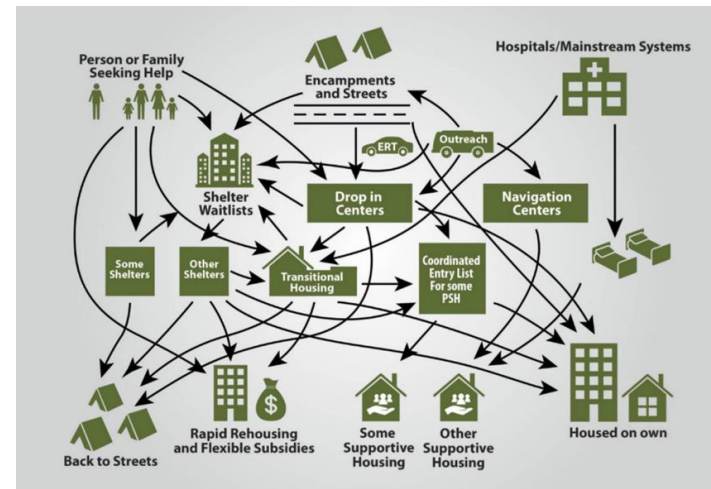 Person or Family
Seeking Help
Encampments
and Streets
Hospitals/Mainstream Systems
ERT
Outreach
Shelter
Waitlists
Drop in
Centers
Navigation
Centers
Some
Shelters
Other
Shelters
Transitional
Housing
Coordinated
Entry List
For some
PSH
$
Back to Streets
Rapid Rehousing
and Flexible Subsidies
Some
Supportive
Housing
Other
Supportive
Housing
Housed on own